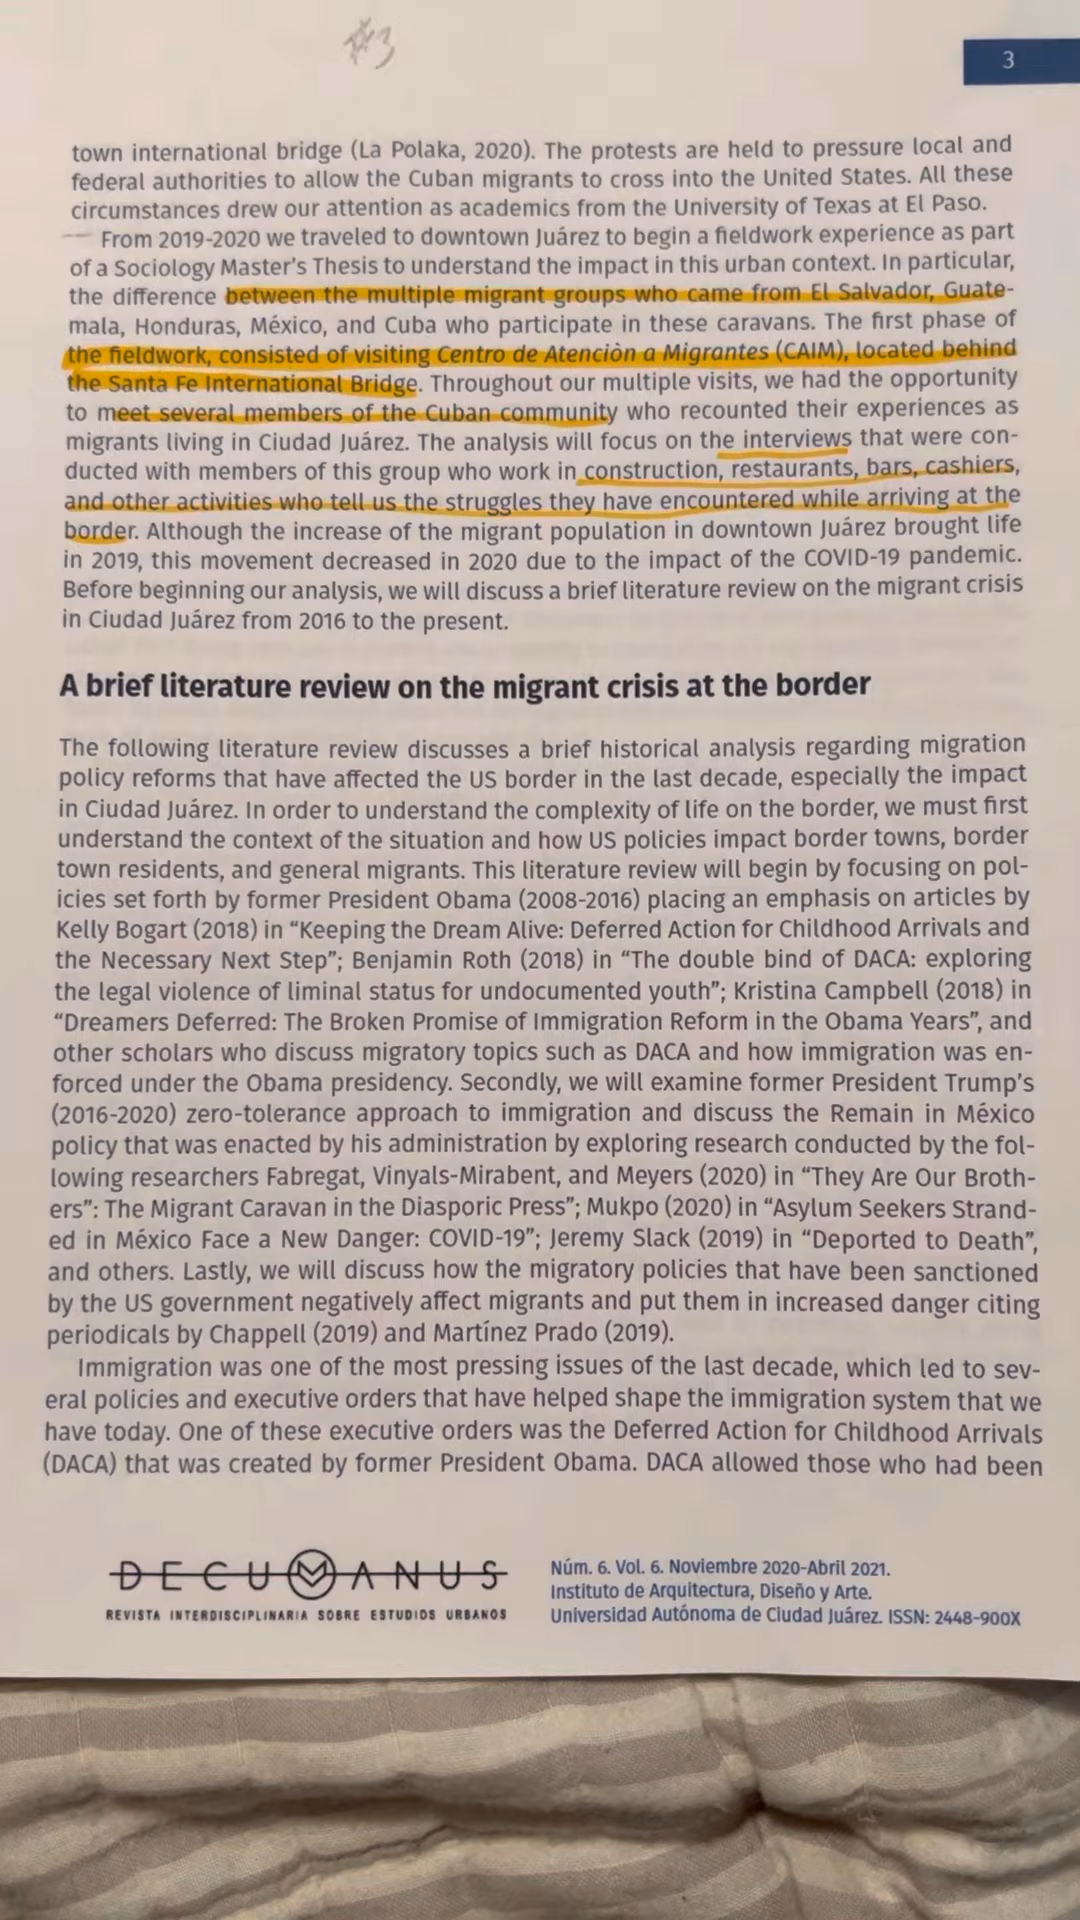 #3
3
town international bridge (La Polaka, 2020). The protests are held to pressure local and
federal authorities to allow the Cuban migrants to cross into the United States. All these
circumstances drew our attention as academics from the University of Texas at El Paso.
From 2019-2020 we traveled to downtown Juárez to begin a fieldwork experience as part
of a Sociology Master's Thesis to understand the impact in this urban context. In particular,
the difference between the multiple migrant groups who came from El Salvador, Guate-
mala, Honduras, México, and Cuba who participate in these caravans. The first phase of
the fieldwork, consisted of visiting Centro de Atenciòn a Migrantes (CAIM), located behind
the Santa Fe International Bridge. Throughout our multiple visits, we had the opportunity
to meet several members of the Cuban community who recounted their experiences as
migrants living in Ciudad Juárez. The analysis will focus on the interviews that were con-
ducted with members of this group who work in construction, restaurants, bars, cashiers,
and other activities who tell us the struggles they have encountered while arriving at the
border. Although the increase of the migrant population in downtown Juárez brought life
in 2019, this movement decreased in 2020 due to the impact of the COVID-19 pandemic.
Before beginning our analysis, we will discuss a brief literature review on the migrant crisis
in Ciudad Juárez from 2016 to the present.
A brief literature review on the migrant crisis at the border
The following literature review discusses a brief historical analysis regarding migration
policy reforms that have affected the US border in the last decade, especially the impact
in Ciudad Juárez. In order to understand the complexity of life on the border, we must first
understand the context of the situation and how US policies impact border towns, border
town residents, and general migrants. This literature review will begin by focusing on pol-
icies set forth by former President Obama (2008-2016) placing an emphasis on articles by
Kelly Bogart (2018) in “Keeping the Dream Alive: Deferred Action for Childhood Arrivals and
the Necessary Next Step”; Benjamin Roth (2018) in “The double bind of DACA: exploring
the legal violence of liminal status for undocumented youth”; Kristina Campbell (2018) in
“Dreamers Deferred: The Broken Promise of Immigration Reform in the Obama Years”, and
other scholars who discuss migratory topics such as DACA and how immigration was en-
forced under the Obama presidency. Secondly, we will examine former President Trump's
(2016-2020) zero-tolerance approach to immigration and discuss the Remain in México
policy that was enacted by his administration by exploring research conducted by the fol-
lowing researchers Fabregat, Vinyals-Mirabent, and Meyers (2020) in “They Are Our Broth-
ers”: The Migrant Caravan in the Diasporic Press”; Mukpo (2020) in “Asylum Seekers Strand-
ed in México Face a New Danger: COVID-19”; Jeremy Slack (2019) in “Deported to Death”,
and others. Lastly, we will discuss how the migratory policies that have been sanctioned
by the US government negatively affect migrants and put them in increased danger citing
periodicals by Chappell (2019) and Martínez Prado (2019).
Immigration was one of the most pressing issues of the last decade, which led to sev-
eral policies and executive orders that have helped shape the immigration system that we
have today. One of these executive orders was the Deferred Action for Childhood Arrivals
(DACA) that was created by former President Obama. DACA allowed those who had been
DECUMANUS
REVISTA INTERDISCIPLINARIA SOBRE ESTUDIOS URBANOS
Núm. 6. Vol. 6. Noviembre 2020-Abril 2021.
Instituto de Arquitectura, Diseño y Arte.
Universidad Autónoma de Ciudad Juárez. ISSN: 2448-900X